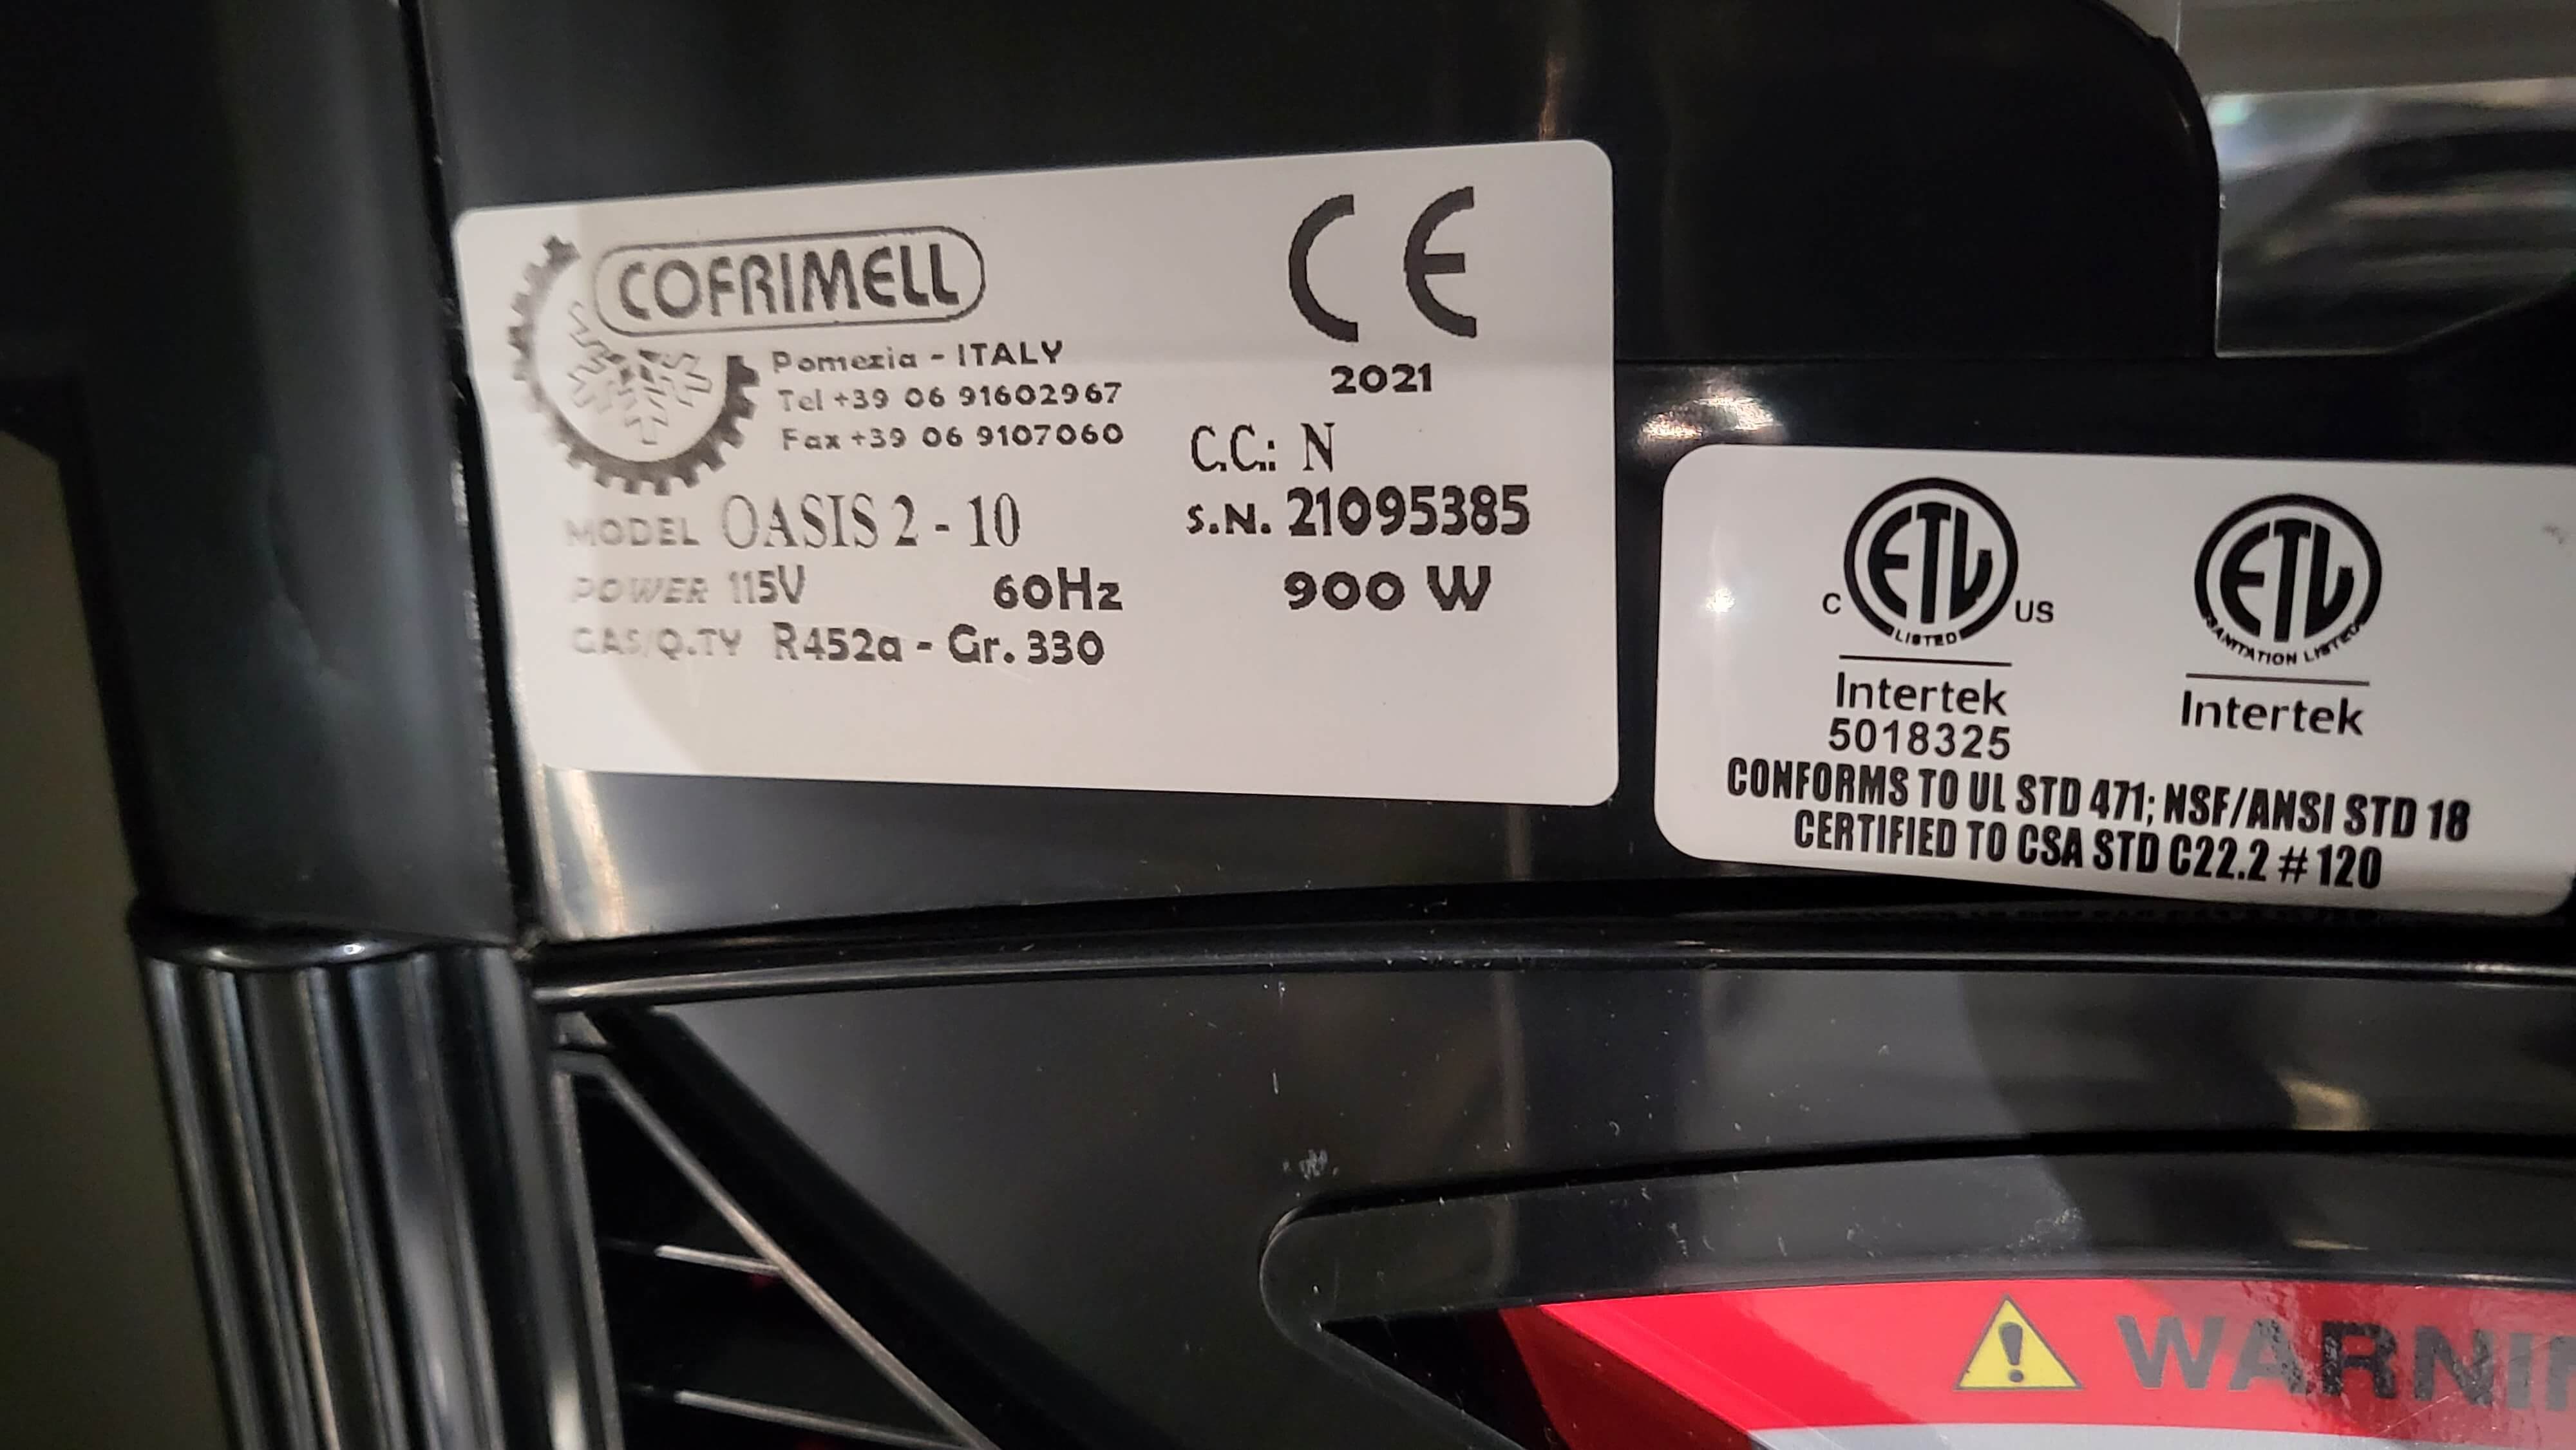 COFRIMELL
Pomezia - ITALY
Tel +39 06 91602967
Fax +39 06 9107060
CE
2021
C.C.: N
MODEL OASIS 2 - 10
S.N. 21095385
POWER 115V 60Hz 900 W
GAS/Q.TY R452a - Gr. 330
C ETL US
LISTED
Intertek
5018325
ETL
SANITATION LISTED
Intertek
CONFORMS TO UL STD 471; NSF/ANSI STD 18
CERTIFIED TO CSA STD C22.2 # 120
WARNI